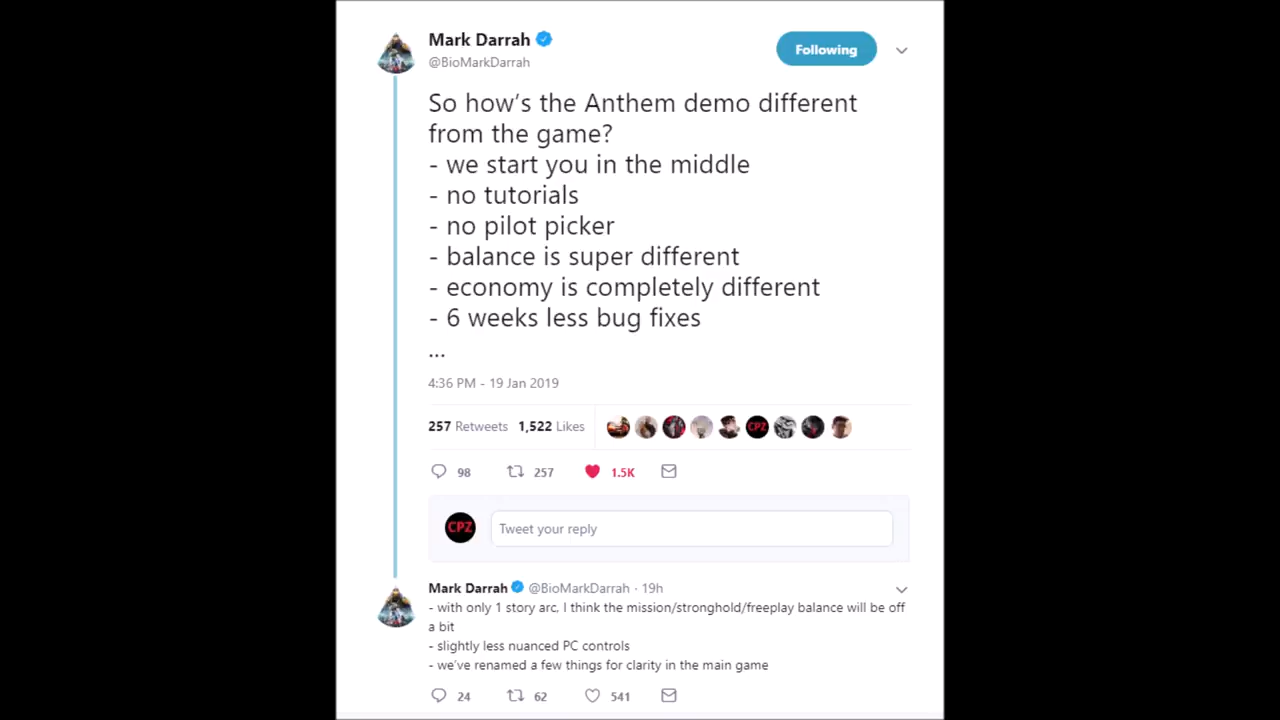 Mark Darrah
Following
@BioMarkDarrah
So how’s the Anthem demo different
from the game?
- we start you in the middle
- no tutorials
- no pilot picker
- balance is super different
- economy is completely different
- 6 weeks less bug fixes
...
4:36 PM - 19 Jan 2019
257 Retweets 1,522 Likes CPZ
98 257 1.5K
CPZ Tweet your reply
Mark Darrah @BioMarkDarrah · 19h
- with only 1 story arc, I think the mission/stronghold/freeplay balance will be off
a bit
- slightly less nuanced PC controls
- we’ve renamed a few things for clarity in the main game
24 62 541